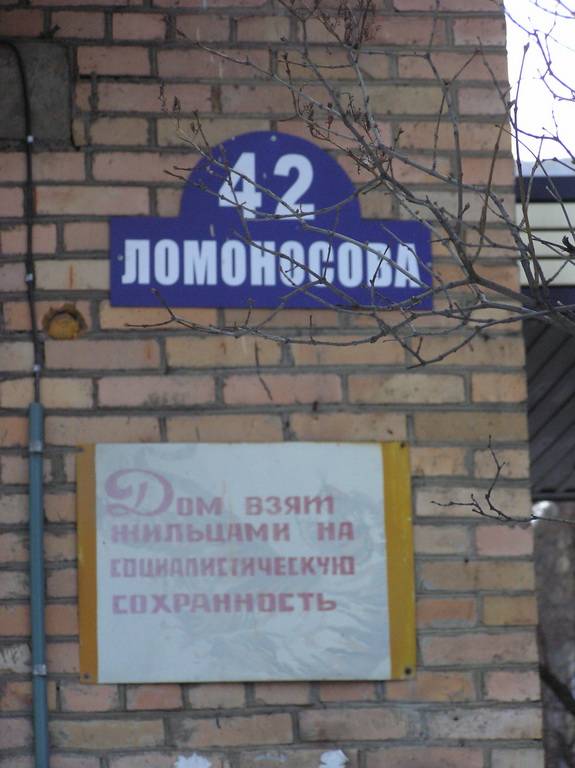 42
ЛОМОНОСОВА
Дом взят
жильцами на
социалистическую
сохранность